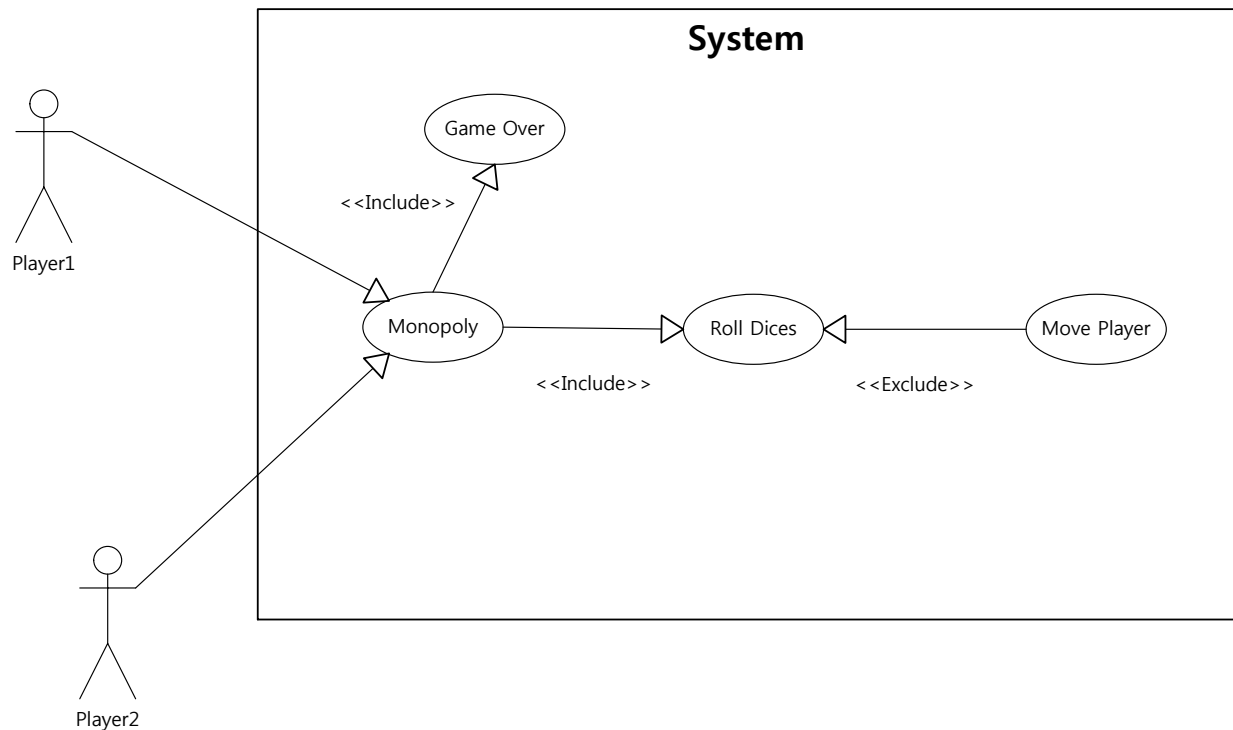 System
Game Over
<<Include>>
Player1
Monopoly
Roll Dices
Move Player
<<Include>>
<<Exclude>>
Player2